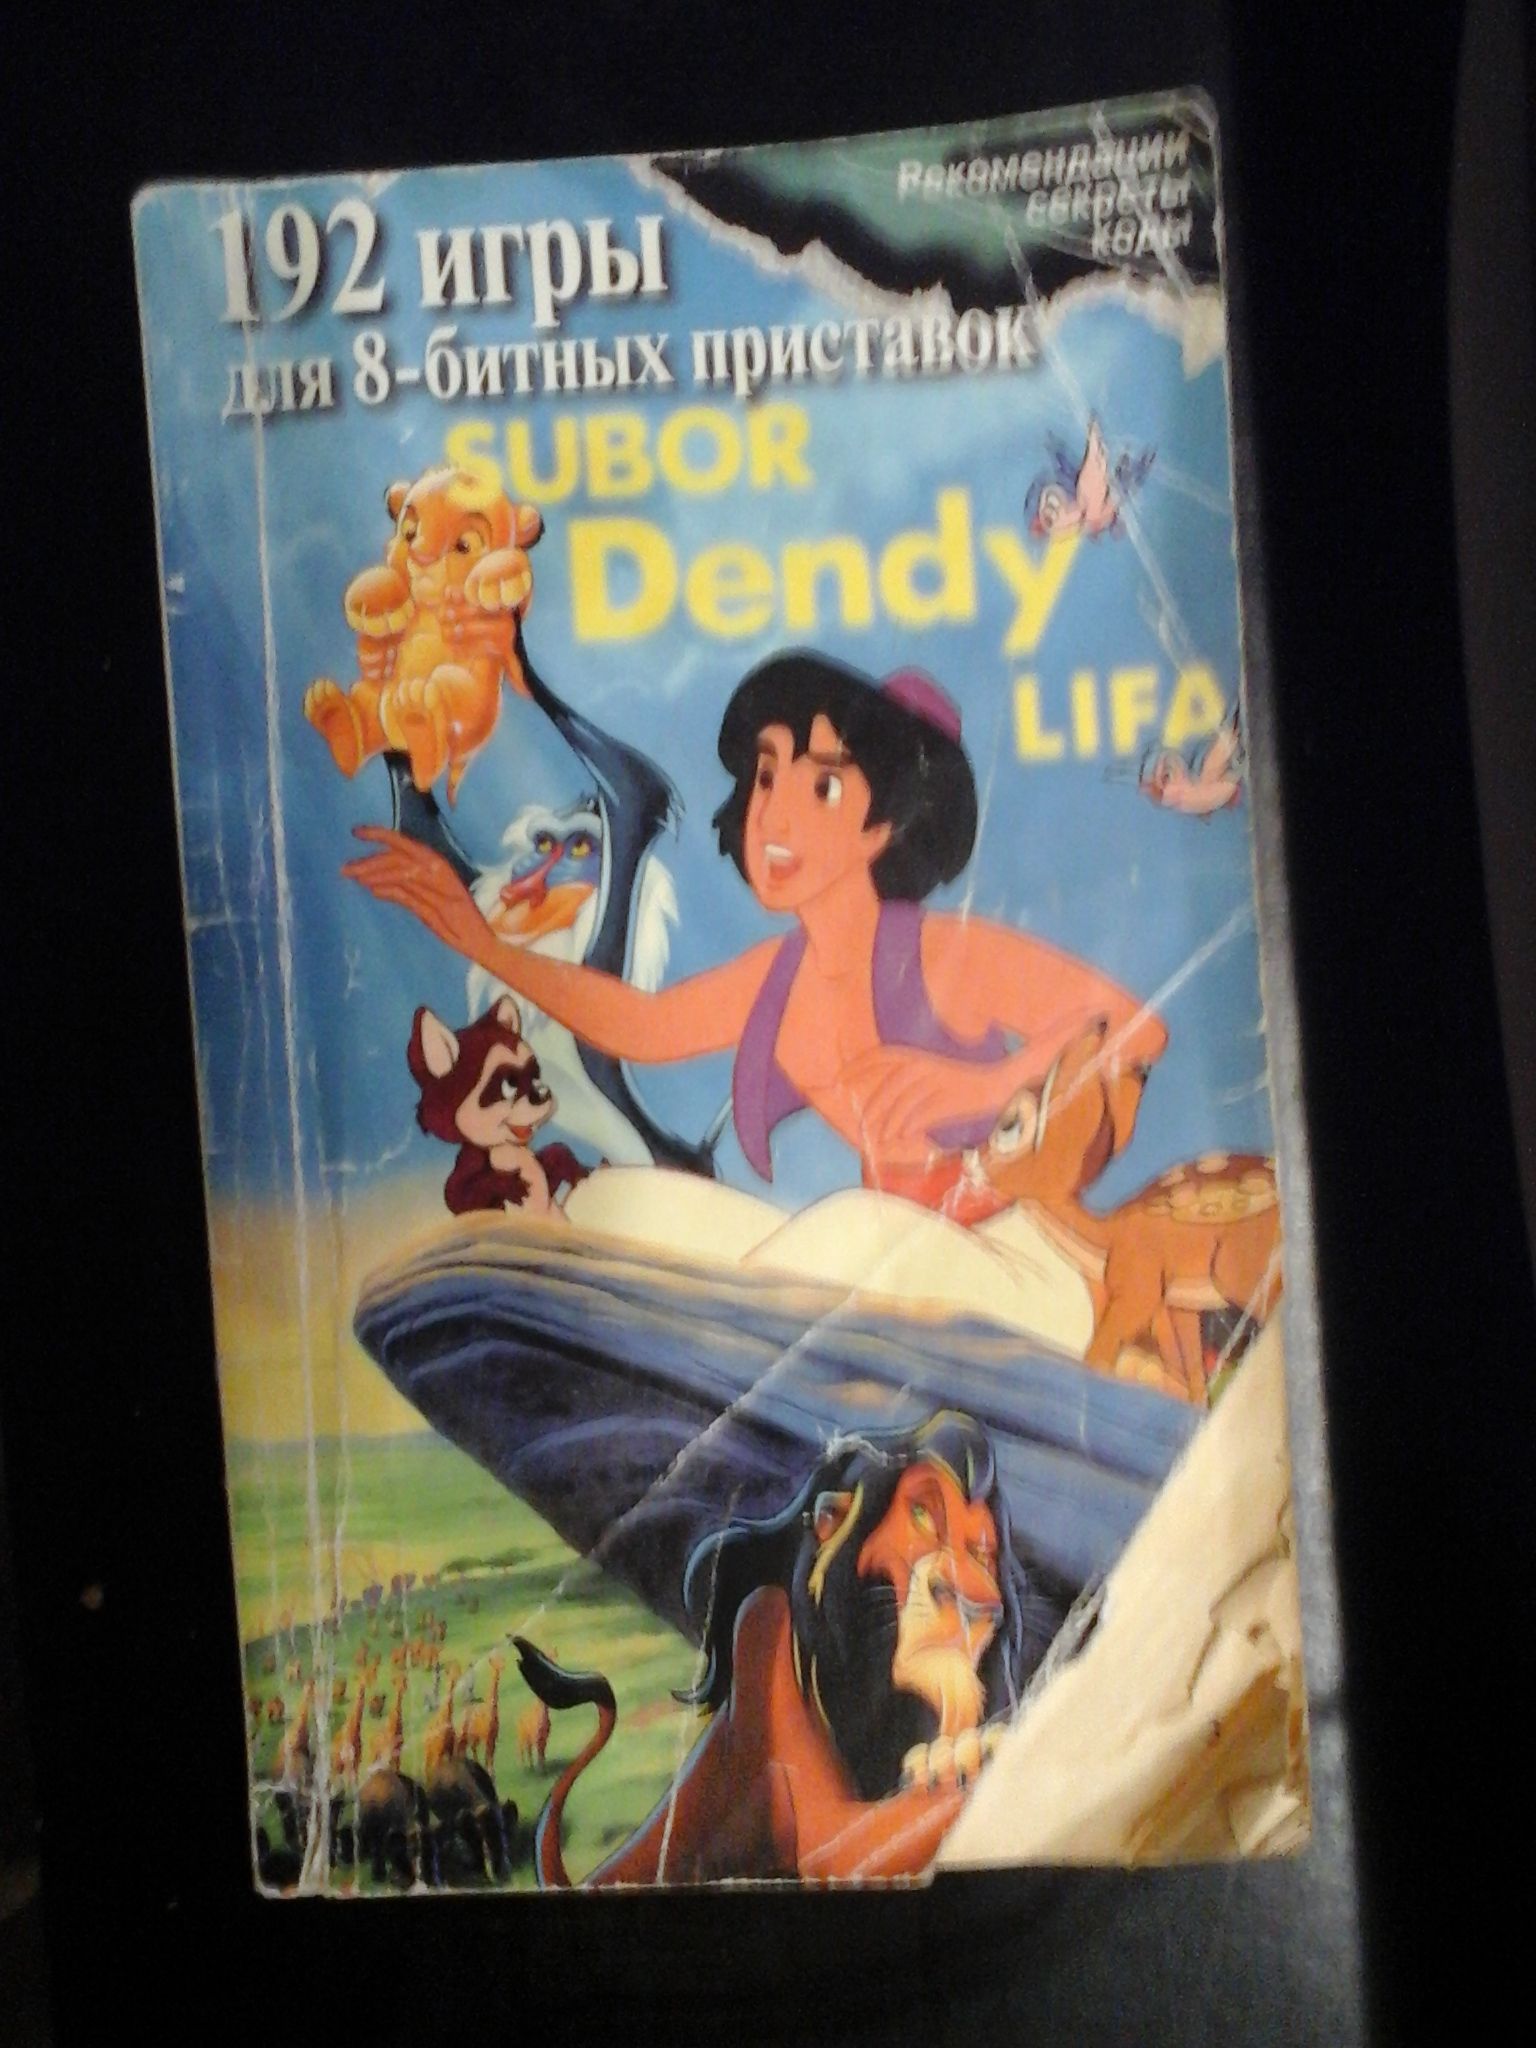 Рекомендации
секреты
коды
192 игры
для 8-битных приставок
SUBOR
Dendy
LIFA